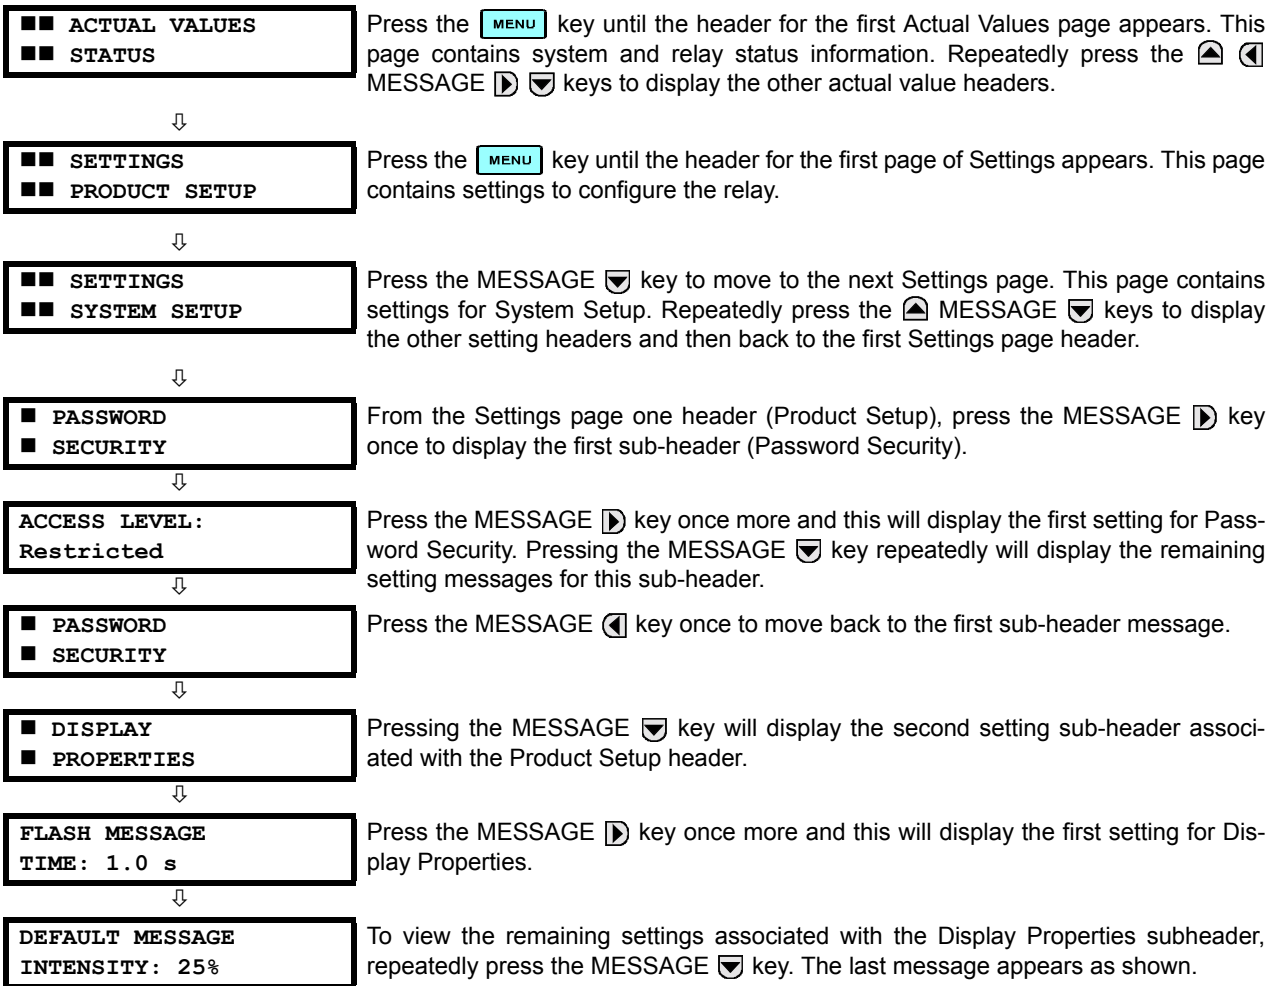 ■■ ACTUAL VALUES
■■ STATUS
Press the MENU key until the header for the first Actual Values page appears. This
page contains system and relay status information. Repeatedly press the
MESSAGE keys to display the other actual value headers.
■■ SETTINGS
■■ PRODUCT SETUP
Press the MENU key until the header for the first page of Settings appears. This page
contains settings to configure the relay.
■■ SETTINGS
■■ SYSTEM SETUP
Press the MESSAGE key to move to the next Settings page. This page contains
settings for System Setup. Repeatedly press the MESSAGE keys to display
the other setting headers and then back to the first Settings page header.
■ PASSWORD
■ SECURITY
From the Settings page one header (Product Setup), press the MESSAGE key
once to display the first sub-header (Password Security).
ACCESS LEVEL:
Restricted
Press the MESSAGE key once more and this will display the first setting for Pass-
word Security. Pressing the MESSAGE key repeatedly will display the remaining
setting messages for this sub-header.
■ PASSWORD
■ SECURITY
Press the MESSAGE key once to move back to the first sub-header message.
■ DISPLAY
■ PROPERTIES
Pressing the MESSAGE key will display the second setting sub-header associ-
ated with the Product Setup header.
FLASH MESSAGE
TIME: 1.0 s
Press the MESSAGE key once more and this will display the first setting for Dis-
play Properties.
DEFAULT MESSAGE
INTENSITY: 25%
To view the remaining settings associated with the Display Properties subheader,
repeatedly press the MESSAGE key. The last message appears as shown.